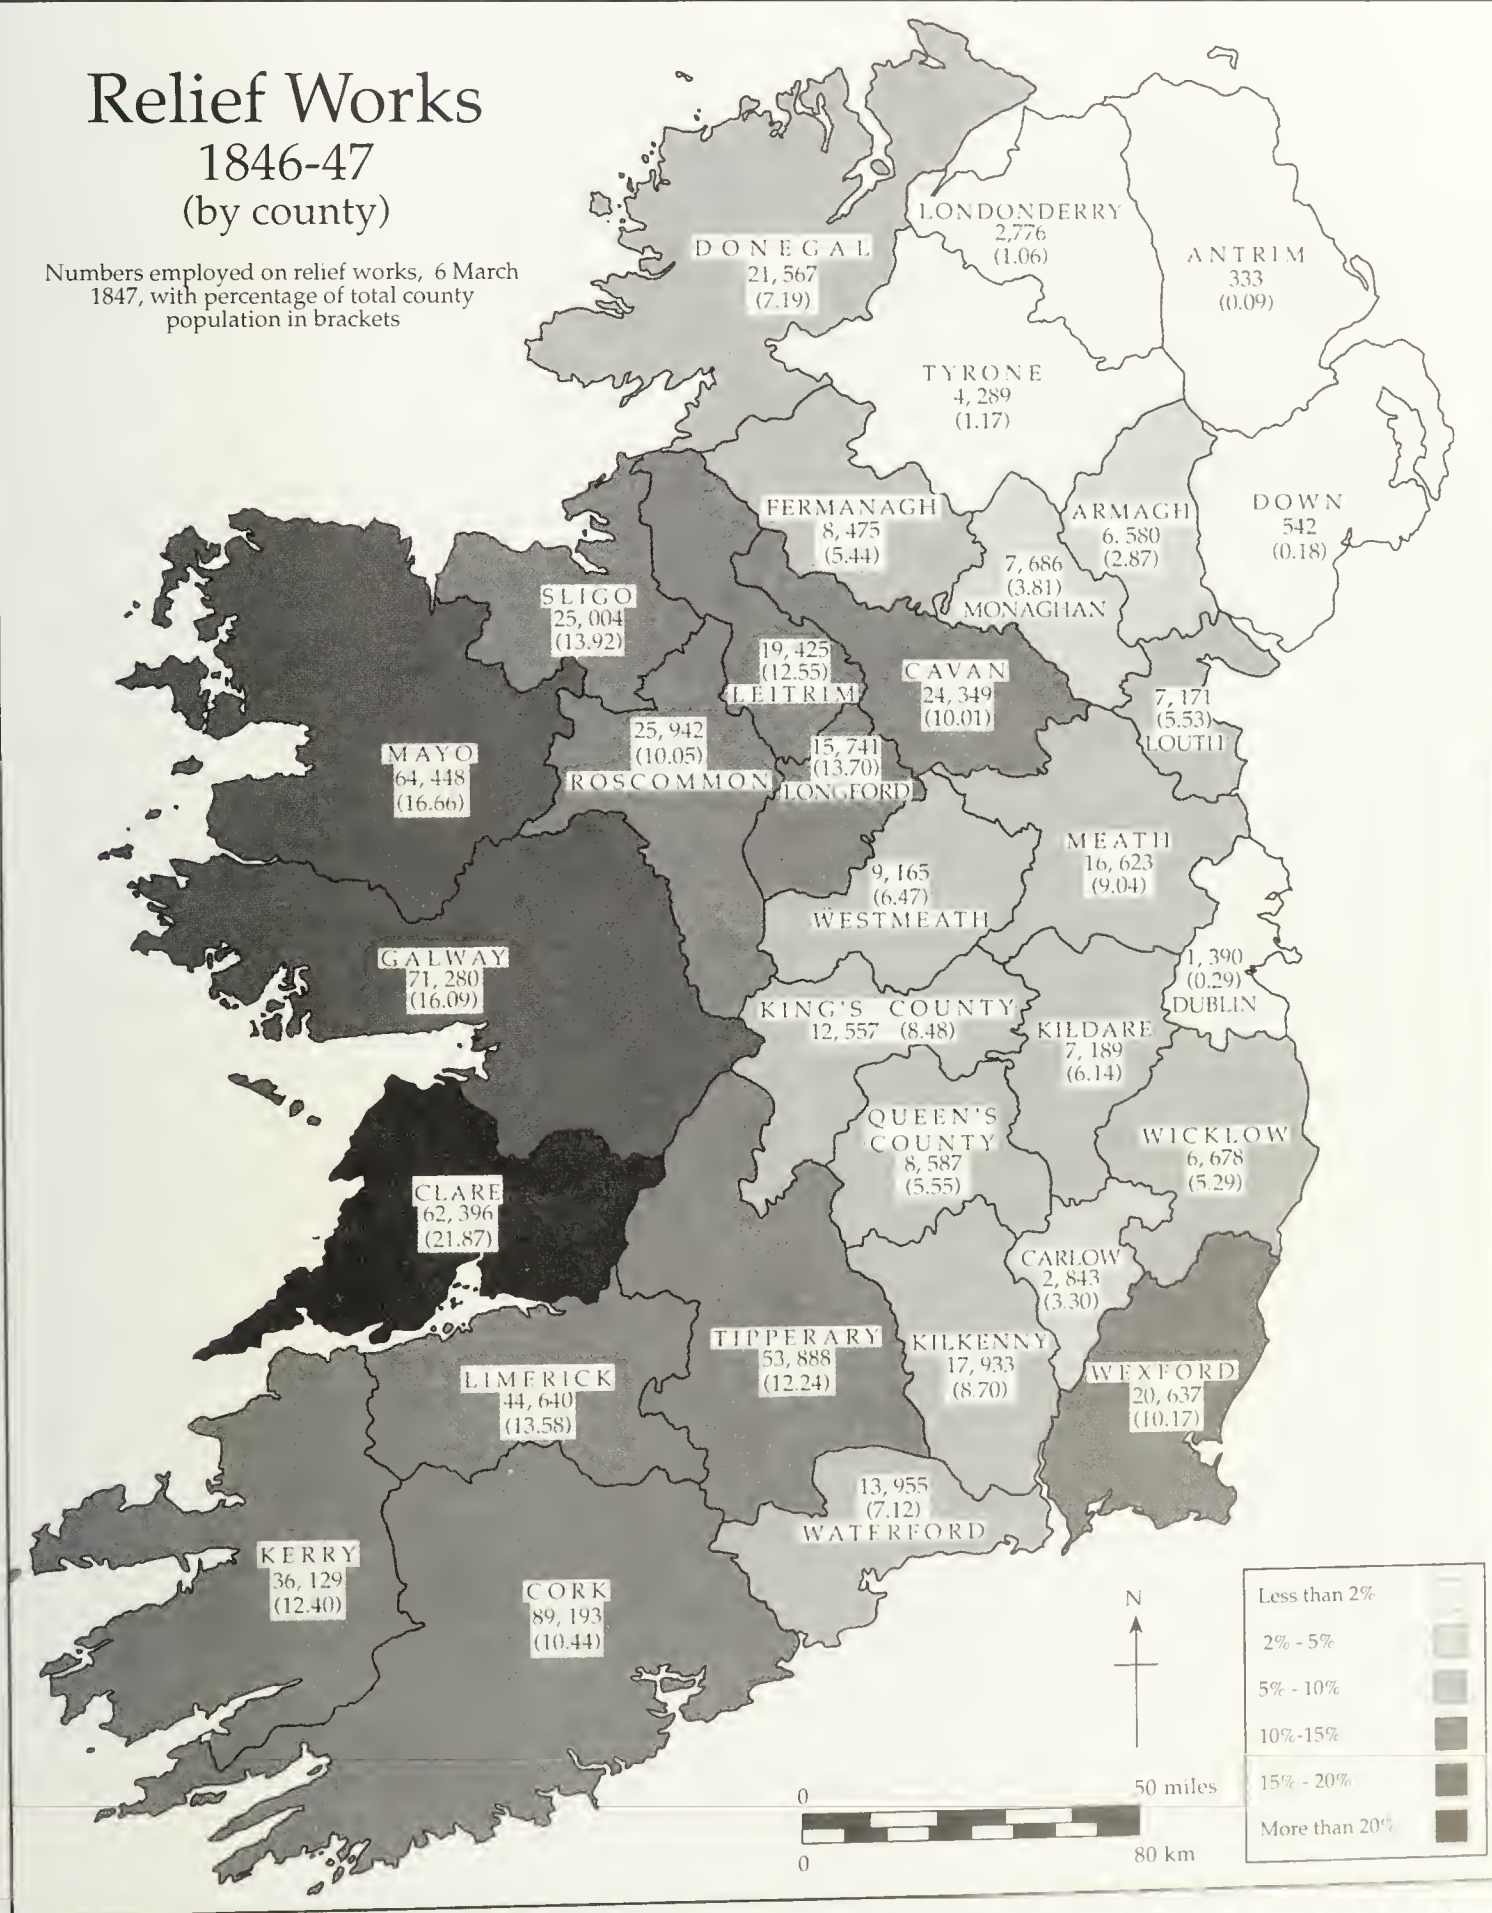 Relief Works
1846-47
(by county)
Numbers employed on relief works, 6 March
1847, with percentage of total county
population in brackets
DONEGAL
21, 567
(7.19)
LONDONDERRY
2,776
(1.06)
ANTRIM
333
(0.09)
TYRONE
4, 289
(1.17)
FERMANAGH
8, 475
(5.44)
ARMAGH
6. 580
(2.87)
DOWN
542
(0.18)
7, 686
(3.81)
MONAGHAN
SLIGO
25, 004
(13.92)
19, 425
(12.55)
LEITRIM
CAVAN
24, 349
(10.01)
7, 171
(5.53)
LOUTH
MAYO
64, 448
(16.66)
25, 942
(10.05)
ROSCOMMON
15, 741
(13.70)
LONGFORD
MEATH
16, 623
(9.04)
9, 165
(6.47)
WESTMEATH
GALWAY
71, 280
(16.09)
1, 390
(0.29)
DUBLIN
KING'S COUNTY
12, 557 (8.48)
KILDARE
7, 189
(6.14)
QUEEN'S
COUNTY
8, 587
(5.55)
WICKLOW
6, 678
(5.29)
CLARE
62, 396
(21.87)
CARLOW
2, 843
(3.30)
TIPPERARY
53, 888
(12.24)
KILKENNY
17, 933
(8.70)
WEXFORD
20, 637
(10.17)
LIMERICK
44, 640
(13.58)
13, 955
(7.12)
WATERFORD
KERRY
36, 129
(12.40)
CORK
89, 193
(10.44)
N
Less than 2%
2% - 5%
5% - 10%
10%-15%
15% - 20%
More than 20%
0
50 miles
0
80 km